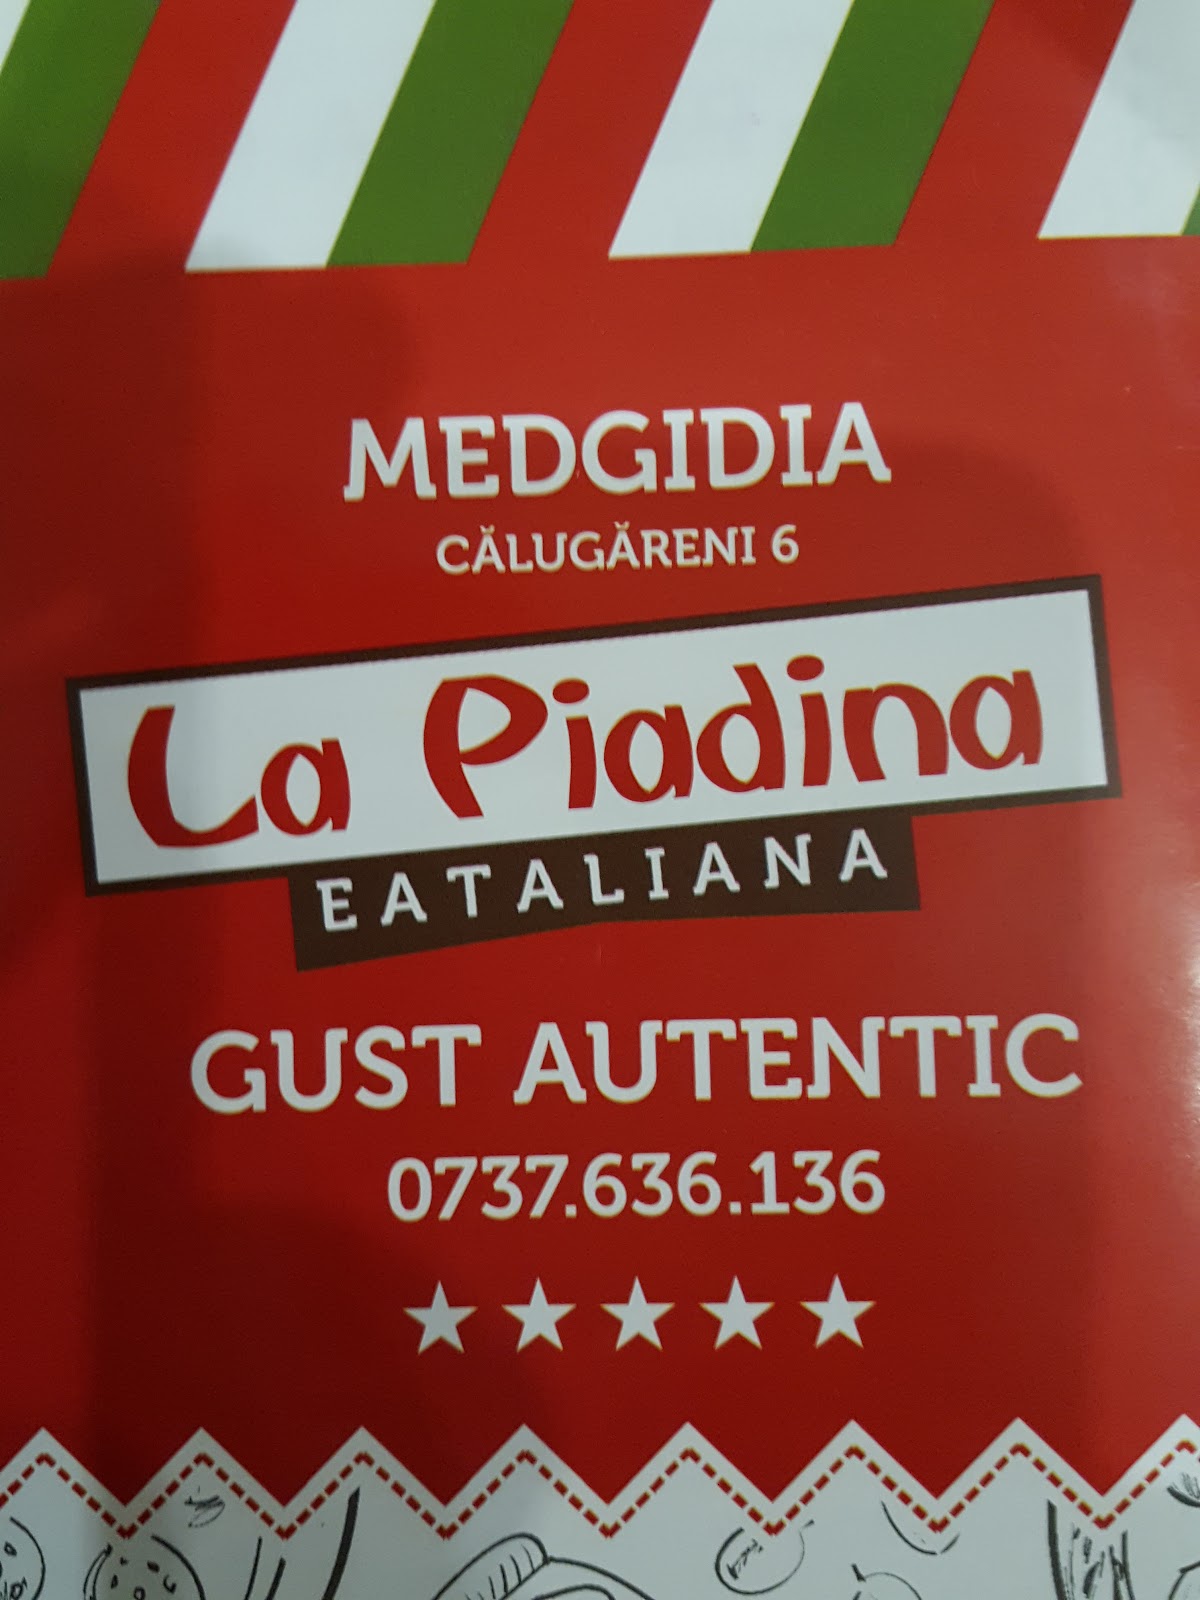 MEDGIDIA
CĂLUGĂRENI 6
La Piadina
EATALIANA
GUST AUTENTIC
0737.636.136